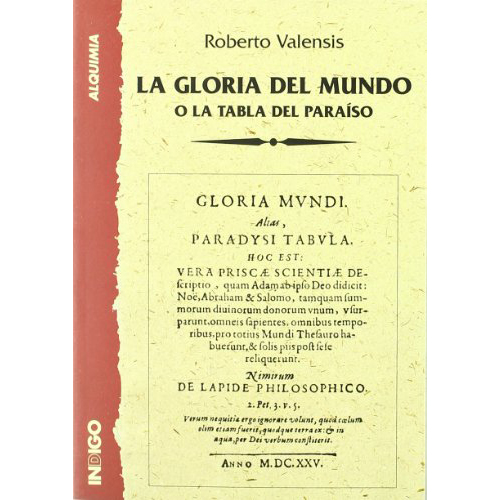 Roberto Valensis
LA GLORIA DEL MUNDO
O LA TABLA DEL PARAÍSO
ALQUIMIA
GLORIA MVNDI.
Alias,
PARADYSI TABVLA.
HOC EST:
VERA PRISCÆ SCIENTIÆ DE-
scriptio, quam Adam ab ipso Deo didicit:
Noë, Abraham & Salomo, tamquam sum-
morum diuinorum donorum vnum, vsur-
parunt, omneis sapientes, omnibus tempo-
ribus, pro totius Mundi Thesauro ha-
buerunt, & solis piis post sese
reliquerunt.
Nimirum
DE LAPIDE PHILOSOPHICO.
2. Pet. 3. v. 5.
Verum nequitia ergo ignorare volunt, quod cœlum
olim etiam fuerit, quodque terra ex: & in
aqua, per Dei verbum constiterit.
ANNO M.DC.XXV.
INDIGO